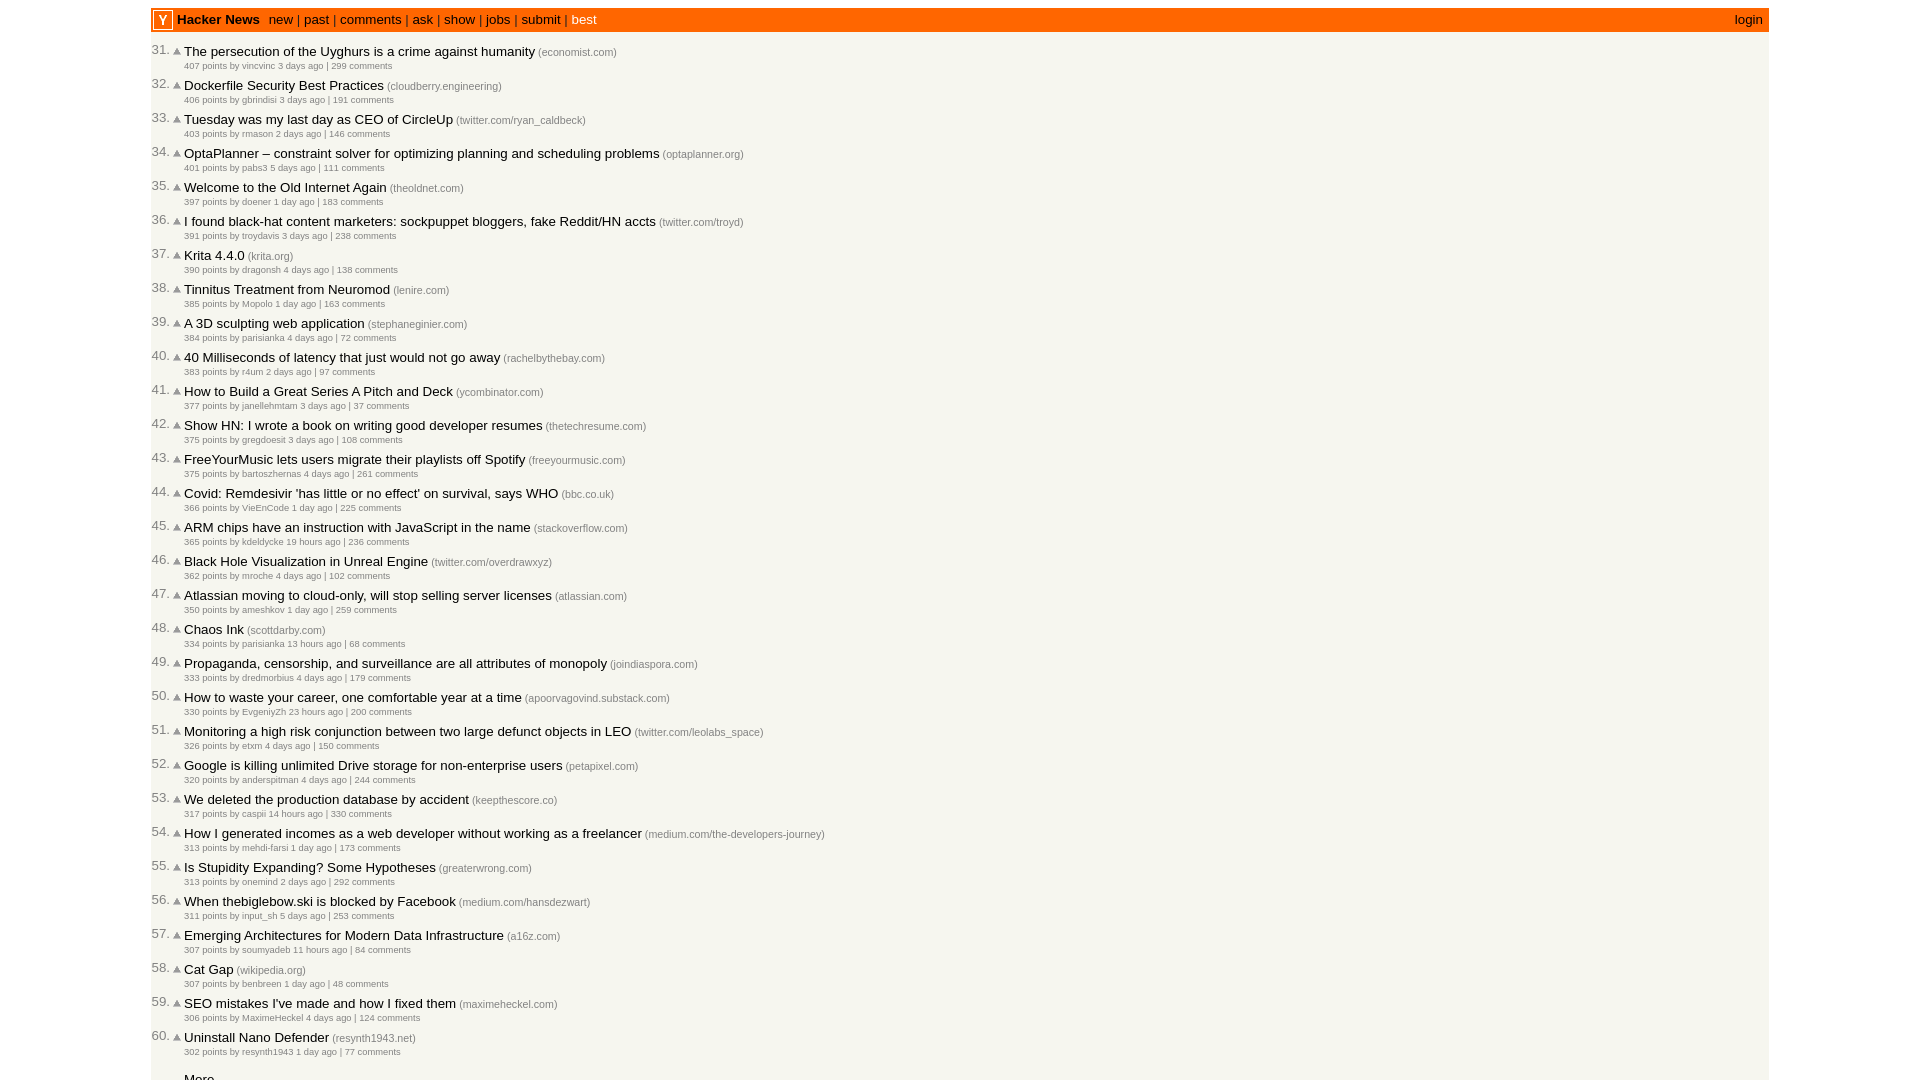 Y Hacker News new | past | comments | ask | show | jobs | submit | best login
31. The persecution of the Uyghurs is a crime against humanity (economist.com)
407 points by vincvinc 3 days ago | 299 comments
32. Dockerfile Security Best Practices (cloudberry.engineering)
406 points by gbrindisi 3 days ago | 191 comments
33. Tuesday was my last day as CEO of CircleUp (twitter.com/ryan_caldbeck)
403 points by rmason 2 days ago | 146 comments
34. OptaPlanner – constraint solver for optimizing planning and scheduling problems (optaplanner.org)
401 points by pabs3 5 days ago | 111 comments
35. Welcome to the Old Internet Again (theoldnet.com)
397 points by doener 1 day ago | 183 comments
36. I found black-hat content marketers: sockpuppet bloggers, fake Reddit/HN accts (twitter.com/troyd)
391 points by troydavis 3 days ago | 238 comments
37. Krita 4.4.0 (krita.org)
390 points by dragonsh 4 days ago | 138 comments
38. Tinnitus Treatment from Neuromod (lenire.com)
385 points by Mopolo 1 day ago | 163 comments
39. A 3D sculpting web application (stephaneginier.com)
384 points by parisianka 4 days ago | 72 comments
40. 40 Milliseconds of latency that just would not go away (rachelbythebay.com)
383 points by r4um 2 days ago | 97 comments
41. How to Build a Great Series A Pitch and Deck (ycombinator.com)
377 points by janellehmtam 3 days ago | 37 comments
42. Show HN: I wrote a book on writing good developer resumes (thetechresume.com)
375 points by gregdoesit 3 days ago | 108 comments
43. FreeYourMusic lets users migrate their playlists off Spotify (freeyourmusic.com)
375 points by bartoszhernas 4 days ago | 261 comments
44. Covid: Remdesivir 'has little or no effect' on survival, says WHO (bbc.co.uk)
366 points by VieEnCode 1 day ago | 225 comments
45. ARM chips have an instruction with JavaScript in the name (stackoverflow.com)
365 points by kdeldycke 19 hours ago | 236 comments
46. Black Hole Visualization in Unreal Engine (twitter.com/overdrawxyz)
362 points by mroche 4 days ago | 102 comments
47. Atlassian moving to cloud-only, will stop selling server licenses (atlassian.com)
350 points by ameshkov 1 day ago | 259 comments
48. Chaos Ink (scottdarby.com)
334 points by parisianka 13 hours ago | 68 comments
49. Propaganda, censorship, and surveillance are all attributes of monopoly (joindiaspora.com)
333 points by dredmorbius 4 days ago | 179 comments
50. How to waste your career, one comfortable year at a time (apoorvagovind.substack.com)
330 points by EvgeniyZh 23 hours ago | 200 comments
51. Monitoring a high risk conjunction between two large defunct objects in LEO (twitter.com/leolabs_space)
326 points by etxm 4 days ago | 150 comments
52. Google is killing unlimited Drive storage for non-enterprise users (petapixel.com)
320 points by anderspitman 4 days ago | 244 comments
53. We deleted the production database by accident (keepthescore.co)
317 points by caspii 14 hours ago | 330 comments
54. How I generated incomes as a web developer without working as a freelancer (medium.com/the-developers-journey)
313 points by mehdi-farsi 1 day ago | 173 comments
55. Is Stupidity Expanding? Some Hypotheses (greaterwrong.com)
313 points by onemind 2 days ago | 292 comments
56. When thebiglebow.ski is blocked by Facebook (medium.com/hansdezwart)
311 points by input_sh 5 days ago | 253 comments
57. Emerging Architectures for Modern Data Infrastructure (a16z.com)
307 points by soumyadeb 11 hours ago | 84 comments
58. Cat Gap (wikipedia.org)
307 points by benbreen 1 day ago | 48 comments
59. SEO mistakes I've made and how I fixed them (maximeheckel.com)
306 points by MaximeHeckel 4 days ago | 124 comments
60. Uninstall Nano Defender (resynth1943.net)
302 points by resynth1943 1 day ago | 77 comments
More